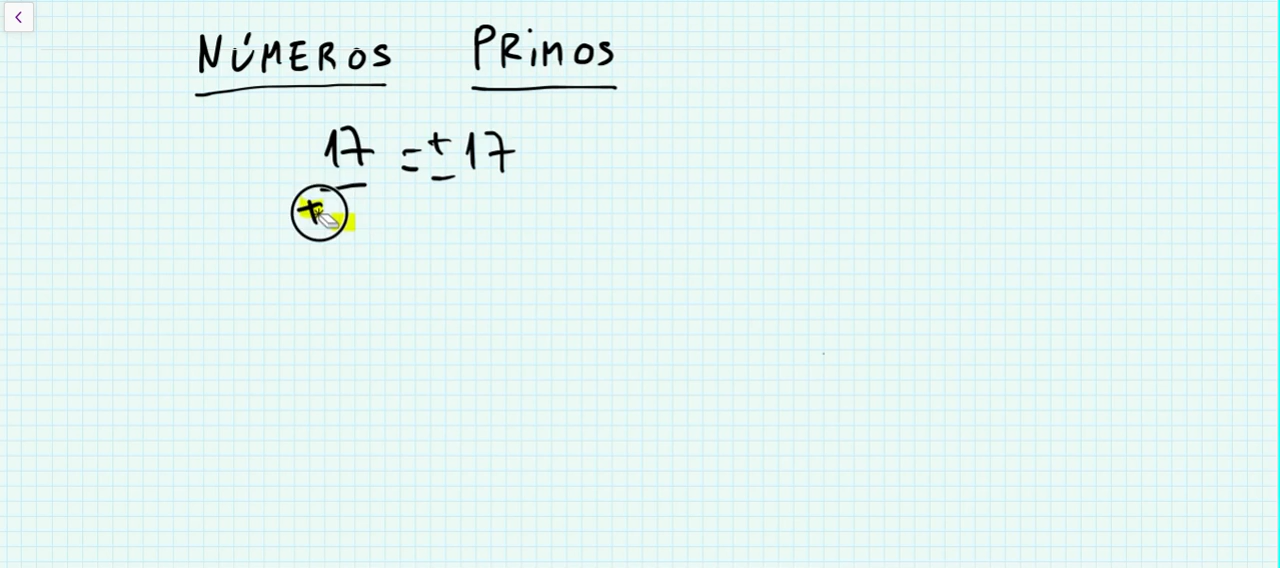 NÚMEROS PRIMOS
17 = ± 17
+